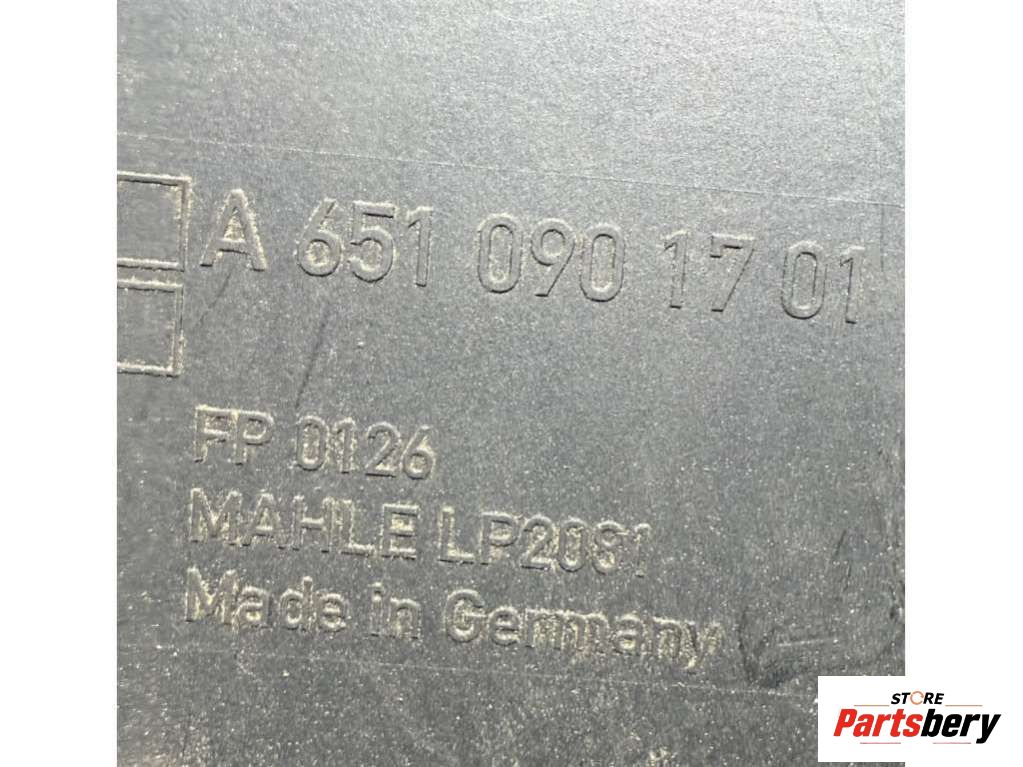 A 651 090 17 01
FP 0126
MAHLE LP2081
Made in Germany
STORE
Partsbery